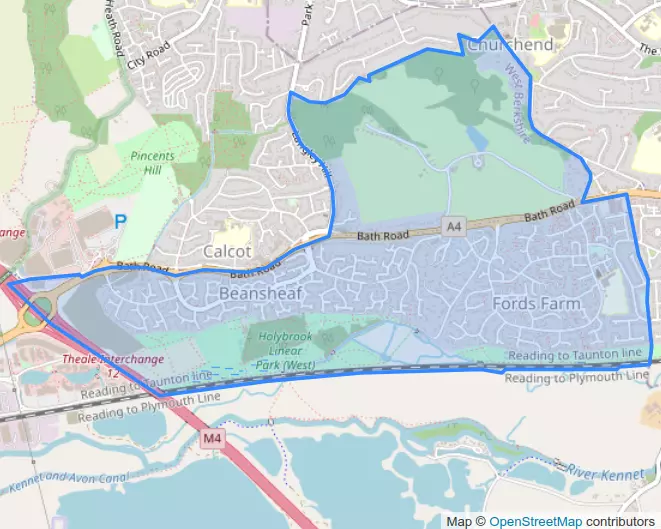 Heath Road
City Road
Park
Churchend
The
West
Berkshire
Langley Hill
Pincents
Hill
ange
P
A4
Bath Road
Bath Road
Calcot
Bath Road
Bath Road
Beansheaf
Fords Farm
Holybrook
Linear
Park (West)
Theale Interchange
12
Reading to Taunton line
Reading to Taunton line
Reading to Plymouth Line
Reading to Plymouth Line
M4
Kennet and Avon Canal
River Kennet
Map © OpenStreetMap contributors